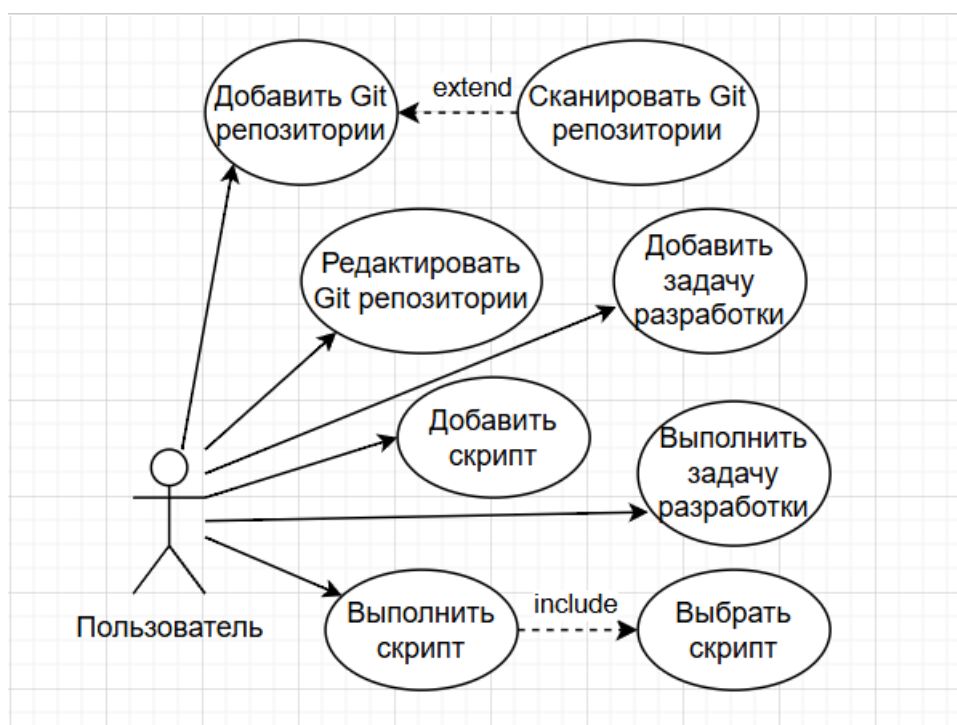 Добавить Git
репозитории
extend
Сканировать Git
репозитории
Редактировать
Git репозитории
Добавить
задачу
разработки
Добавить
скрипт
Выполнить
задачу
разработки
Пользователь
Выполнить
скрипт
include
Выбрать
скрипт